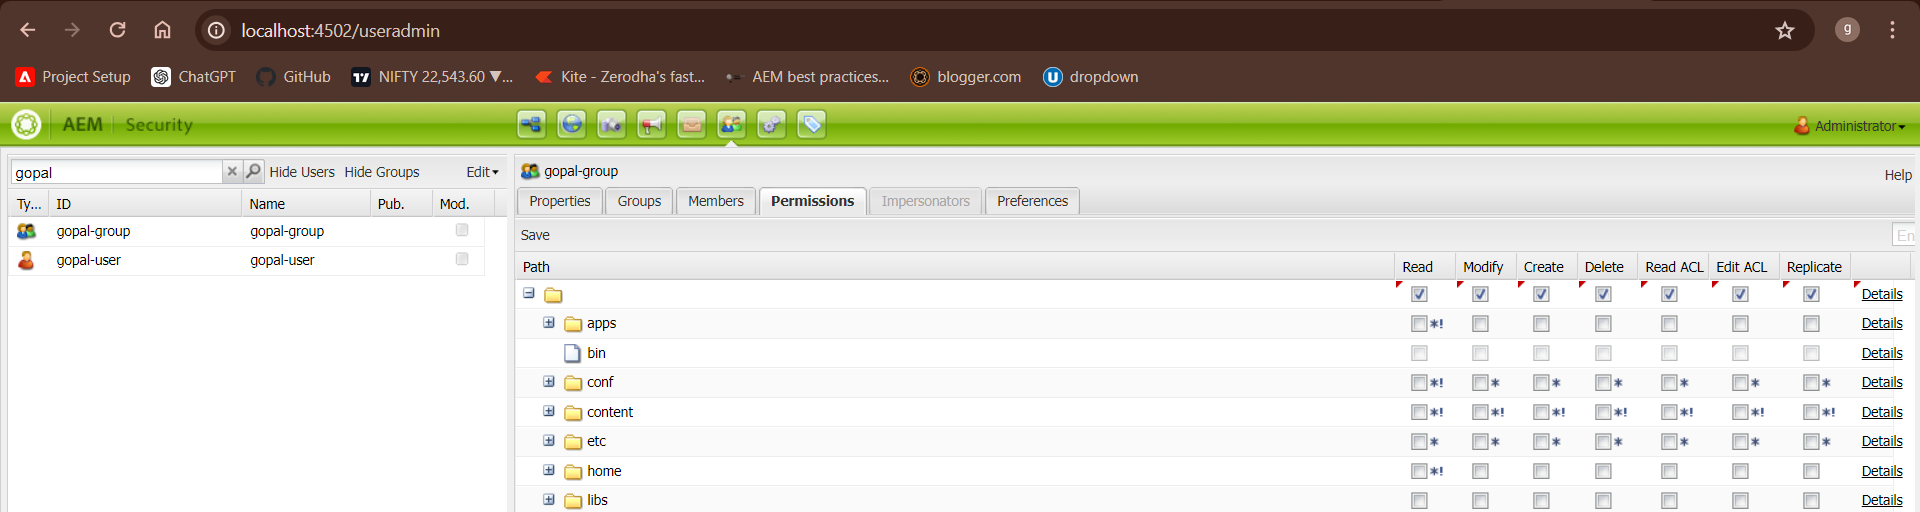 localhost:4502/useradmin
g
Project Setup ChatGPT GitHub NIFTY 22,543.60 ▼... Kite - Zerodha's fast... AEM best practices... blogger.com dropdown
AEM Security
Administrator
gopal Hide Users Hide Groups Edit
Ty... ID Name Pub. Mod.
gopal-group gopal-group
gopal-user gopal-user
gopal-group
Help
Properties Groups Members Permissions Impersonators Preferences
Save En
Path Read Modify Create Delete Read ACL Edit ACL Replicate
Details
apps *! Details
bin Details
conf *! * * * * * * Details
content *! *! *! *! *! *! *! Details
etc * * * * * * * Details
home *! Details
libs Details